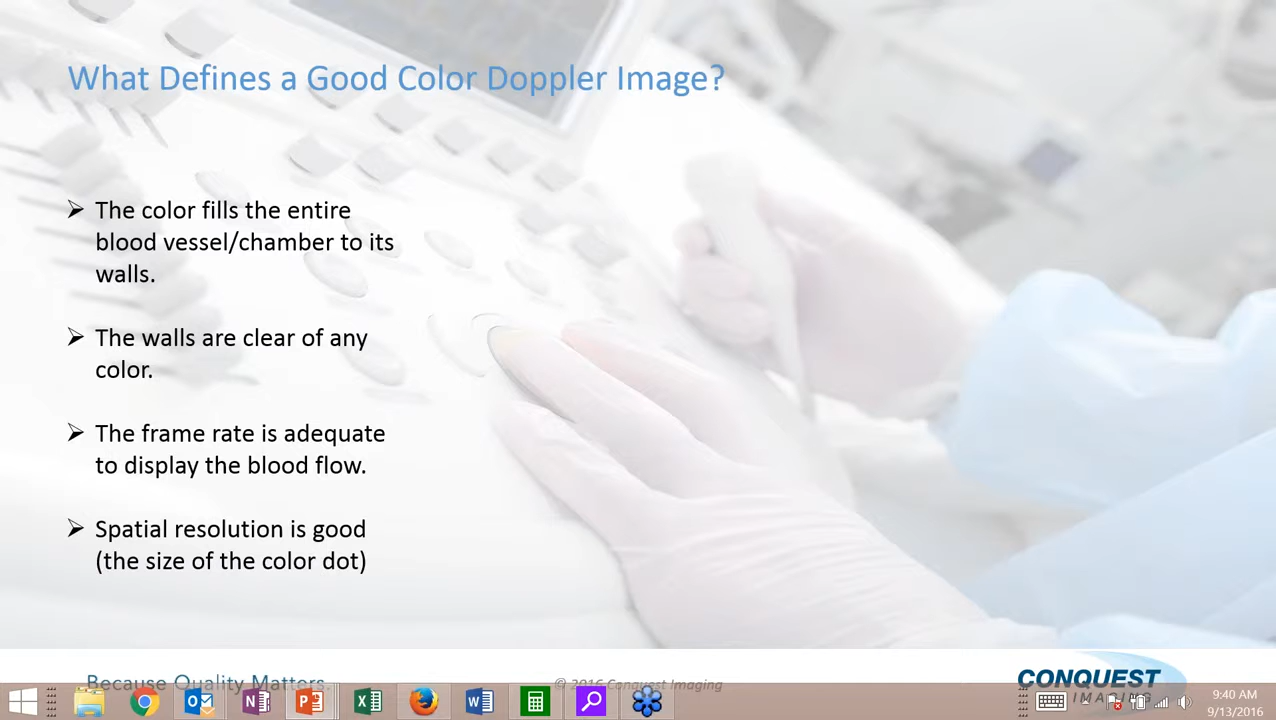 What Defines a Good Color Doppler Image?
➢ The color fills the entire
blood vessel/chamber to its
walls.
➢ The walls are clear of any
color.
➢ The frame rate is adequate
to display the blood flow.
➢ Spatial resolution is good
(the size of the color dot)
Because Quality Matters.
© 2016 Conquest Imaging
CONQUEST
IMAGING
9:40 AM
9/13/2016